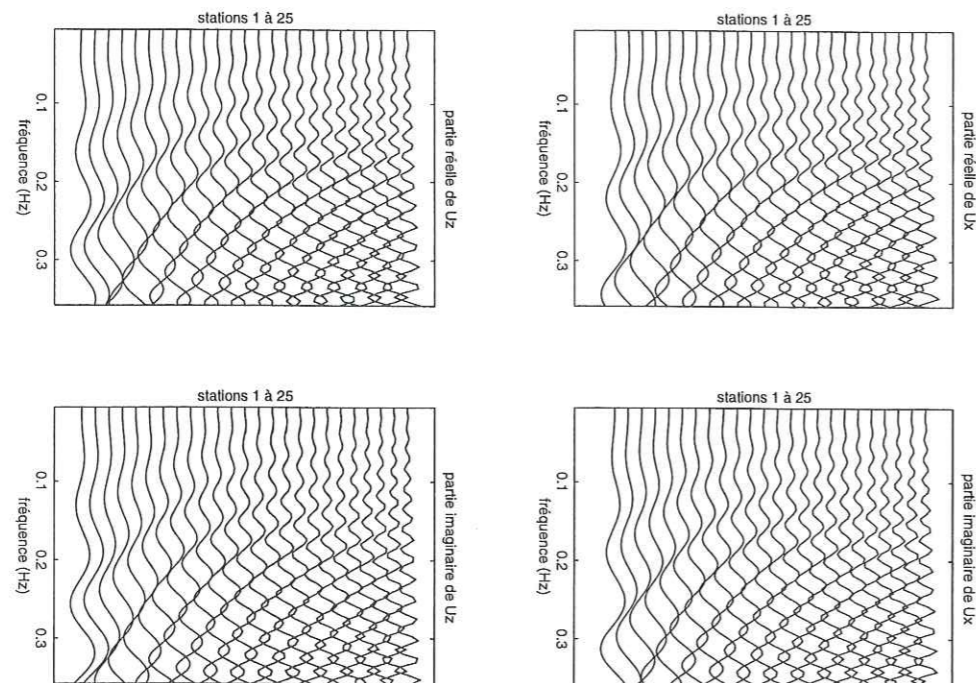 stations 1 à 25
0.1
0.2
0.3
fréquence (Hz)
partie réelle de Uz
stations 1 à 25
0.1
0.2
0.3
fréquence (Hz)
partie réelle de Ux
stations 1 à 25
0.1
0.2
0.3
fréquence (Hz)
partie imaginaire de Uz
stations 1 à 25
0.1
0.2
0.3
fréquence (Hz)
partie imaginaire de Ux